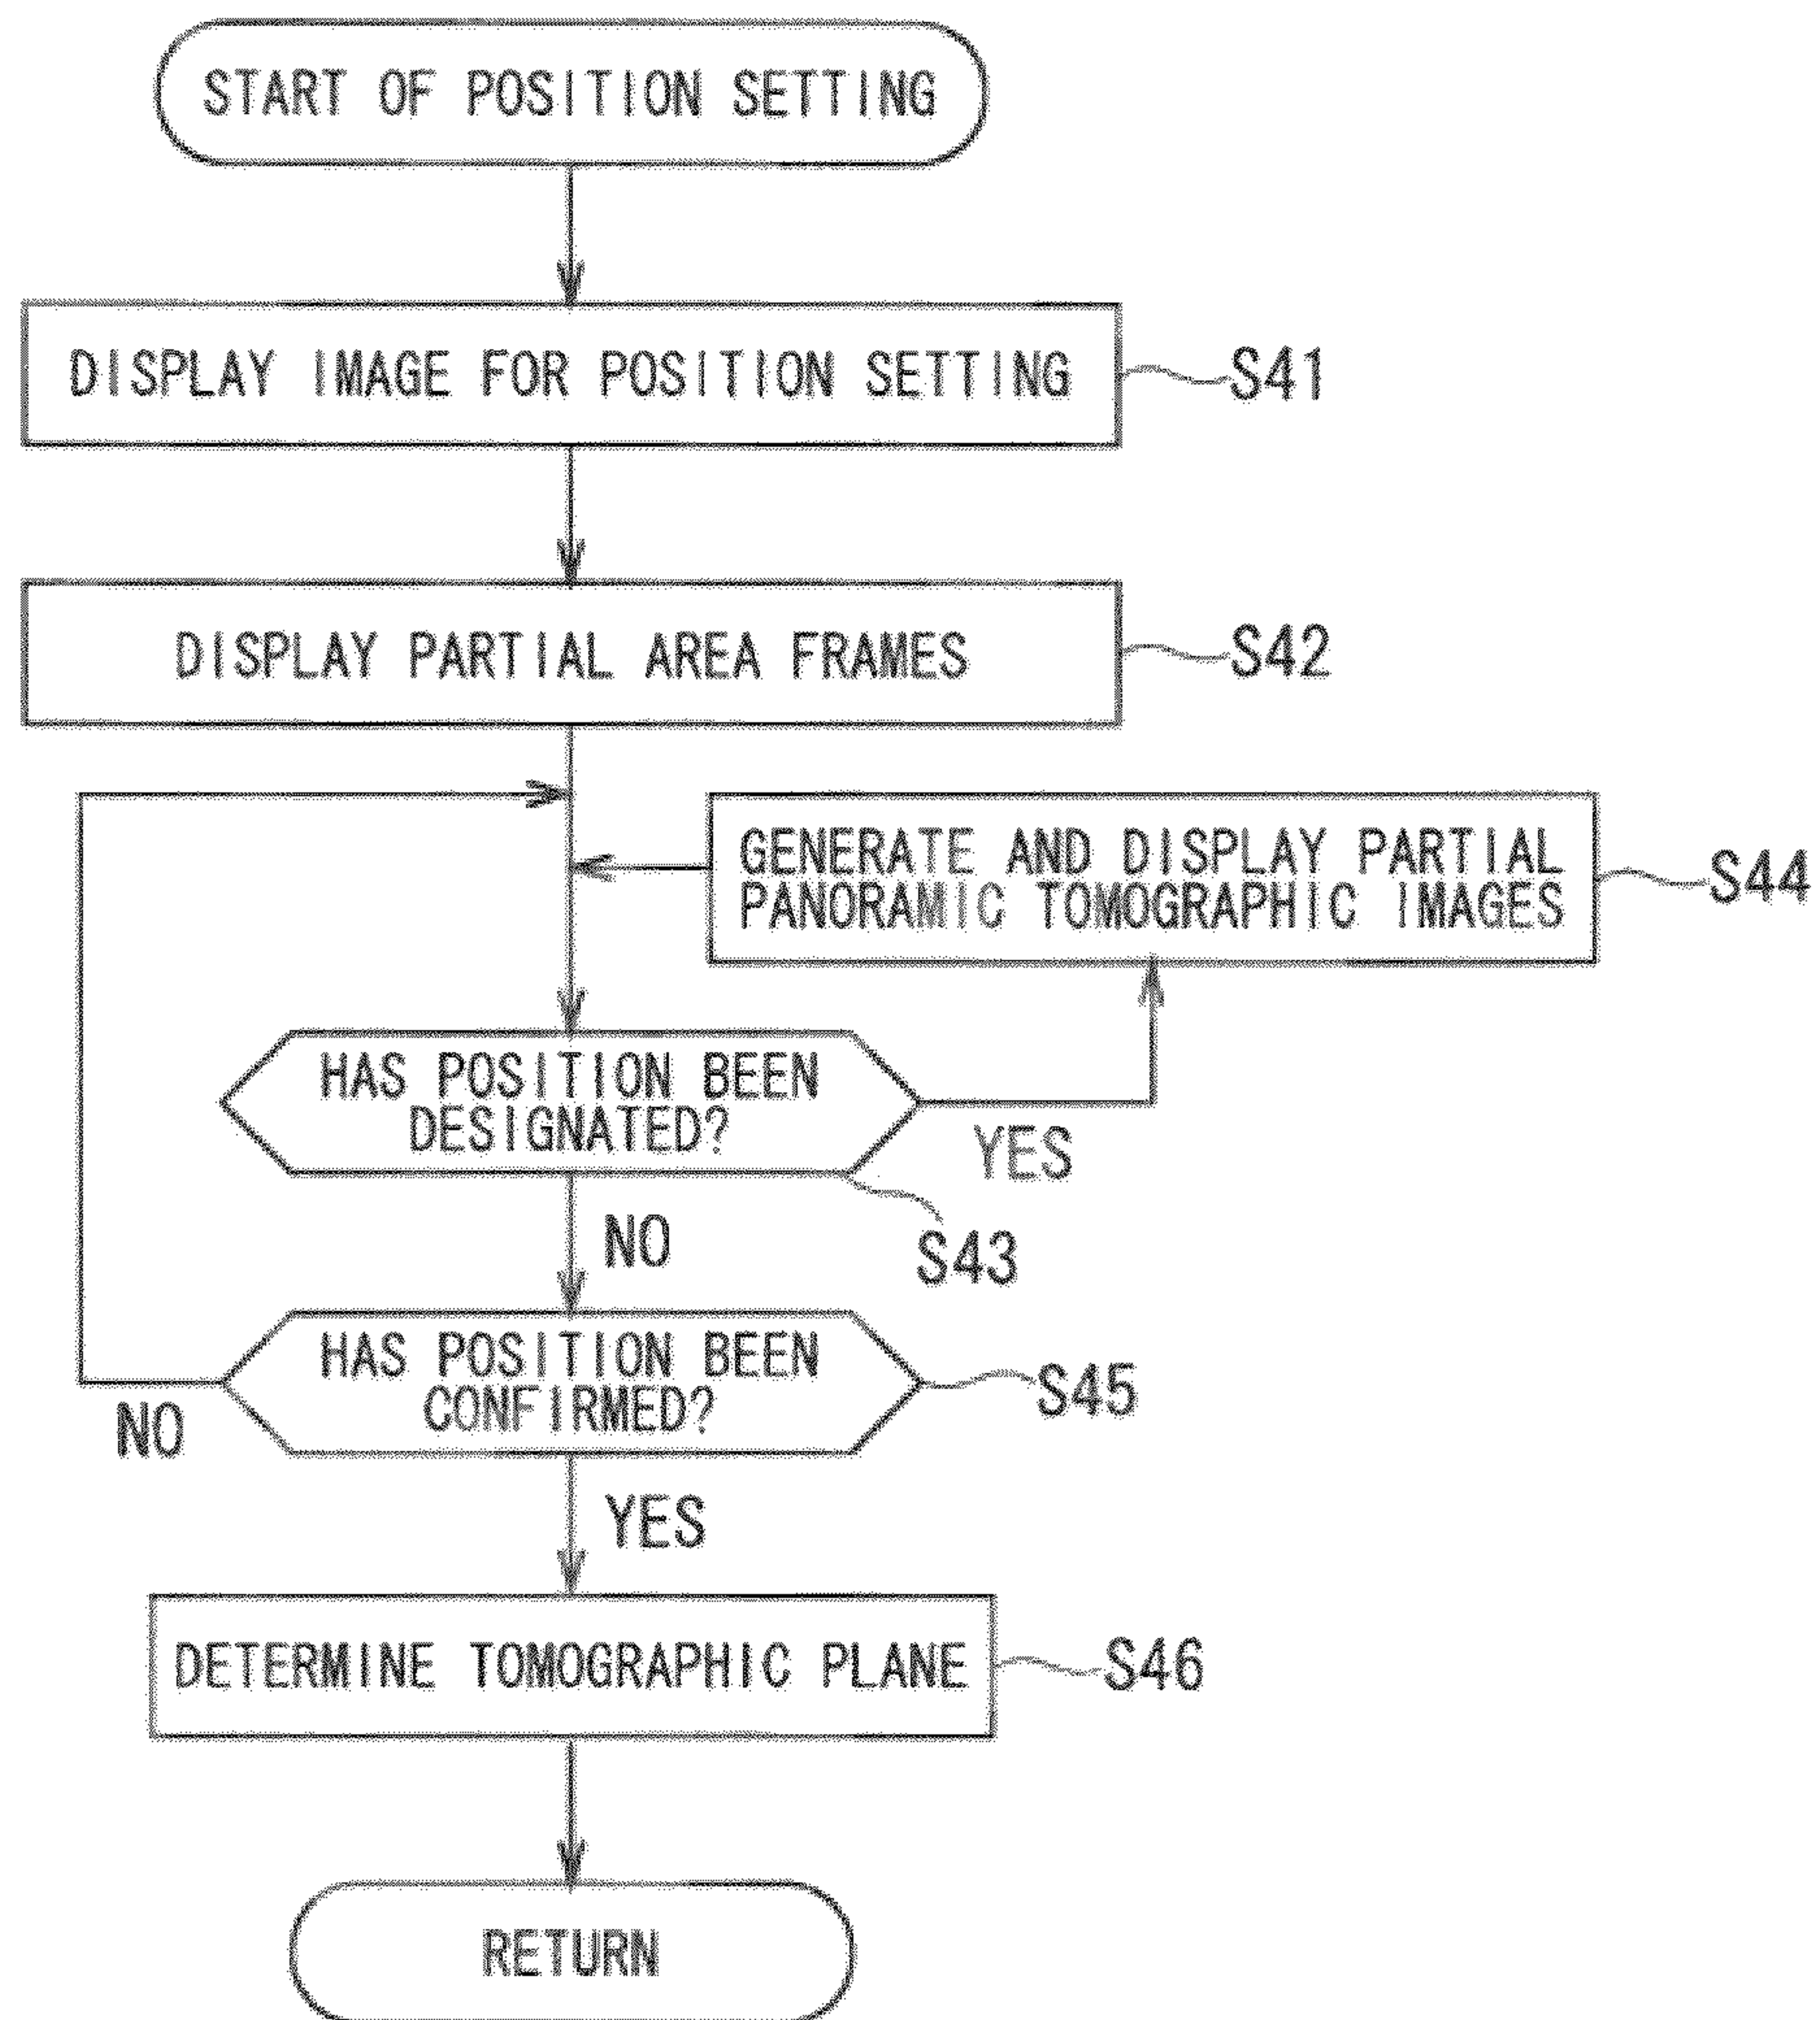 START OF POSITION SETTING
DISPLAY IMAGE FOR POSITION SETTING
S41
DISPLAY PARTIAL AREA FRAMES
S42
GENERATE AND DISPLAY PARTIAL
PANORAMIC TOMOGRAPHIC IMAGES
S44
HAS POSITION BEEN
DESIGNATED?
YES
S43
NO
HAS POSITION BEEN
CONFIRMED?
S45
NO
YES
DETERMINE TOMOGRAPHIC PLANE
S46
RETURN